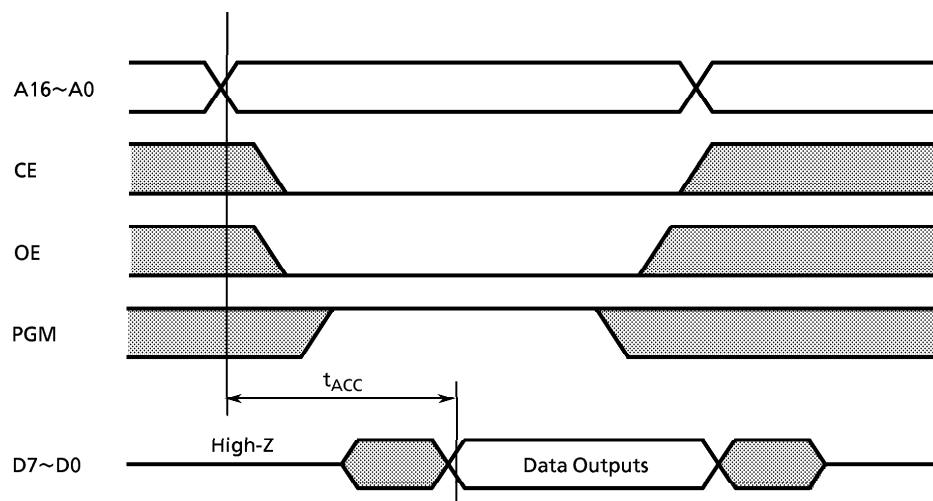 A16~A0
CE
OE
PGM
tACC
High-Z
D7~D0
Data Outputs